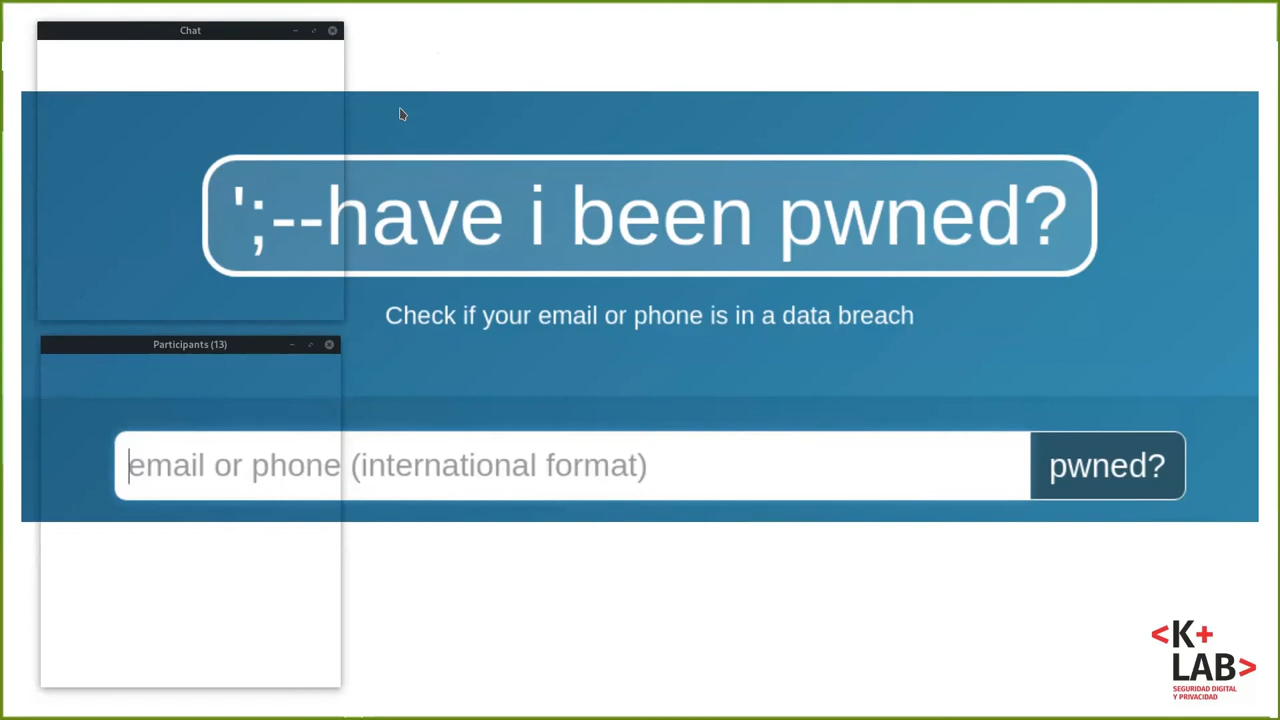 Chat
';--have i been pwned?
Check if your email or phone is in a data breach
Participants (13)
email or phone (international format)
pwned?
<K+
LAB>
SEGURIDAD DIGITAL
Y PRIVACIDAD